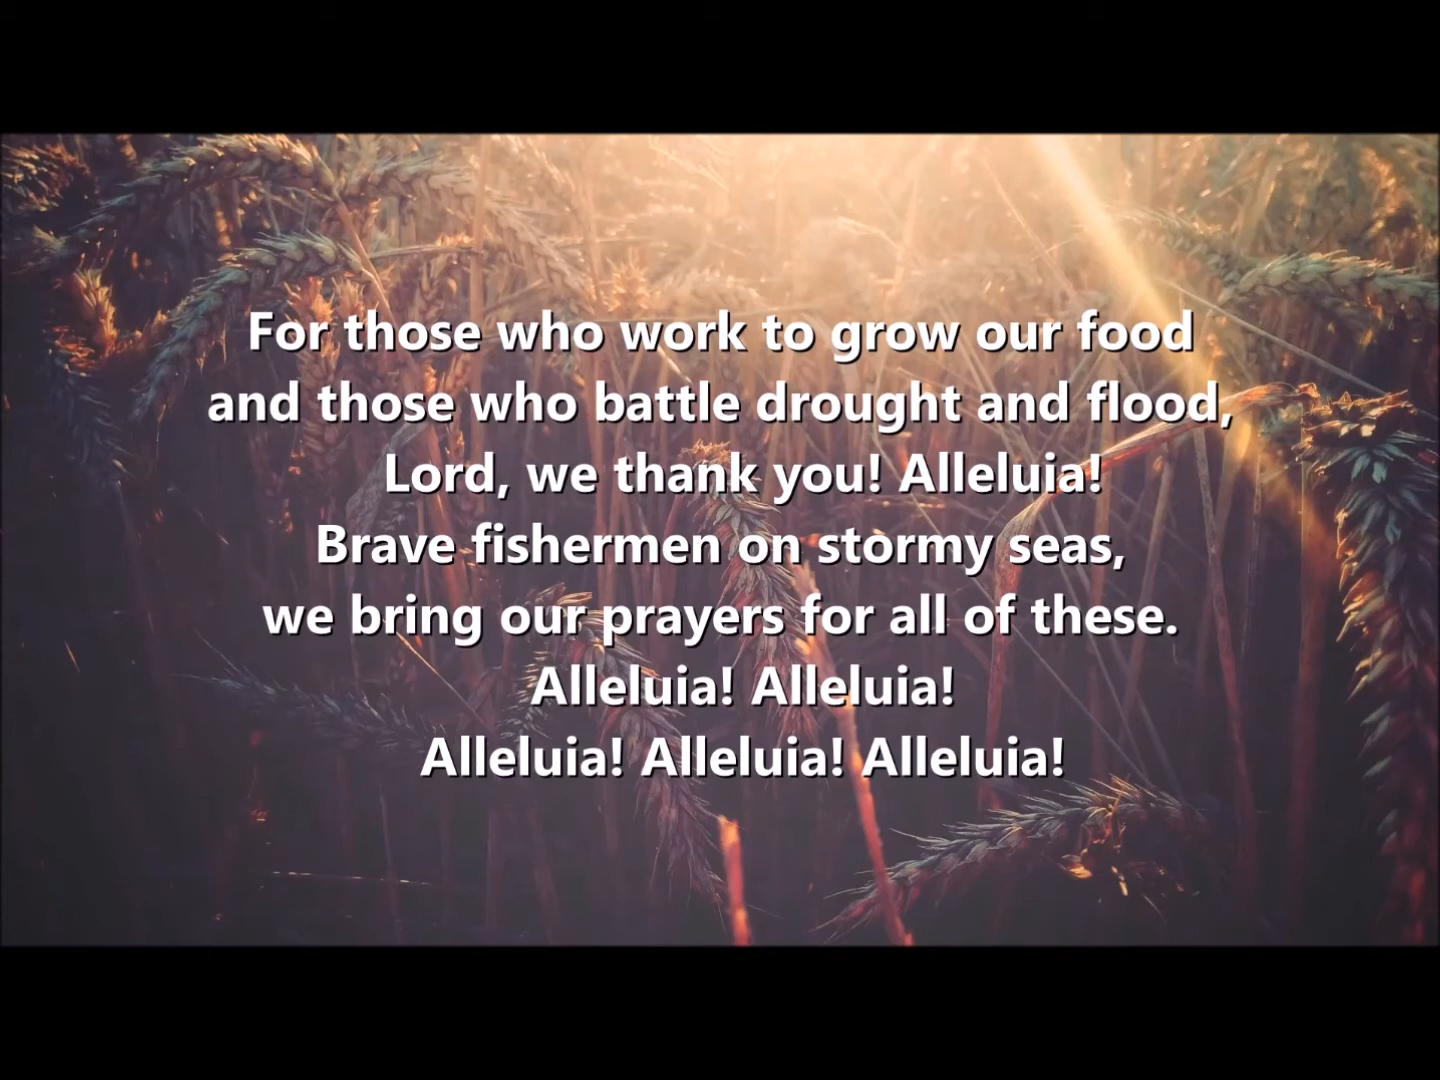 For those who work to grow our food
and those who battle drought and flood,
Lord, we thank you! Alleluia!
Brave fishermen on stormy seas,
we bring our prayers for all of these.
Alleluia! Alleluia!
Alleluia! Alleluia! Alleluia!